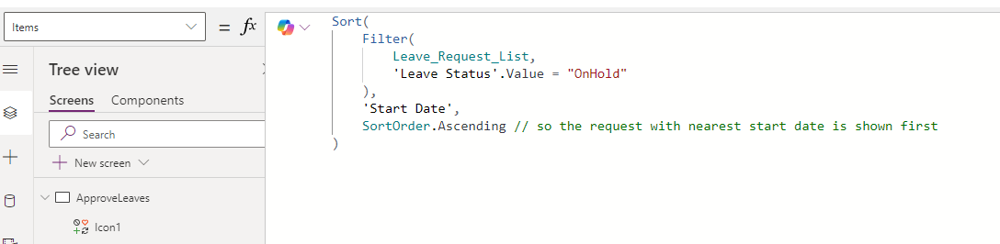 Items
= fx
Sort(
Filter(
Leave_Request_List,
'Leave Status'.Value = "OnHold"
),
'Start Date',
SortOrder.Ascending // so the request with nearest start date is shown first
)
Tree view
Screens Components
Search
New screen
ApproveLeaves
Icon1